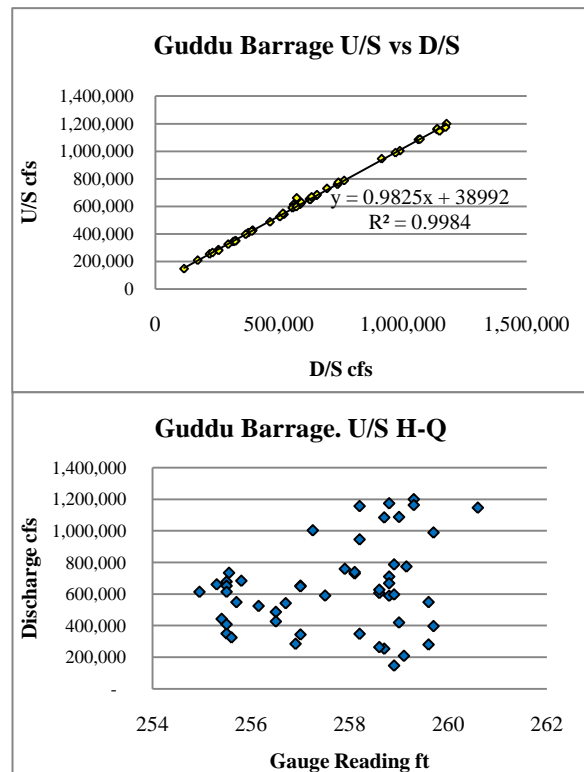 Guddu Barrage U/S vs D/S
1,400,000
1,200,000
1,000,000
800,000
600,000
400,000
200,000
0
U/S cfs
y = 0.9825x + 38992
R² = 0.9984
0 500,000 1,000,000 1,500,000
D/S cfs
Guddu Barrage. U/S H-Q
1,400,000
1,200,000
1,000,000
800,000
600,000
400,000
200,000
-
Discharge cfs
254 256 258 260 262
Gauge Reading ft